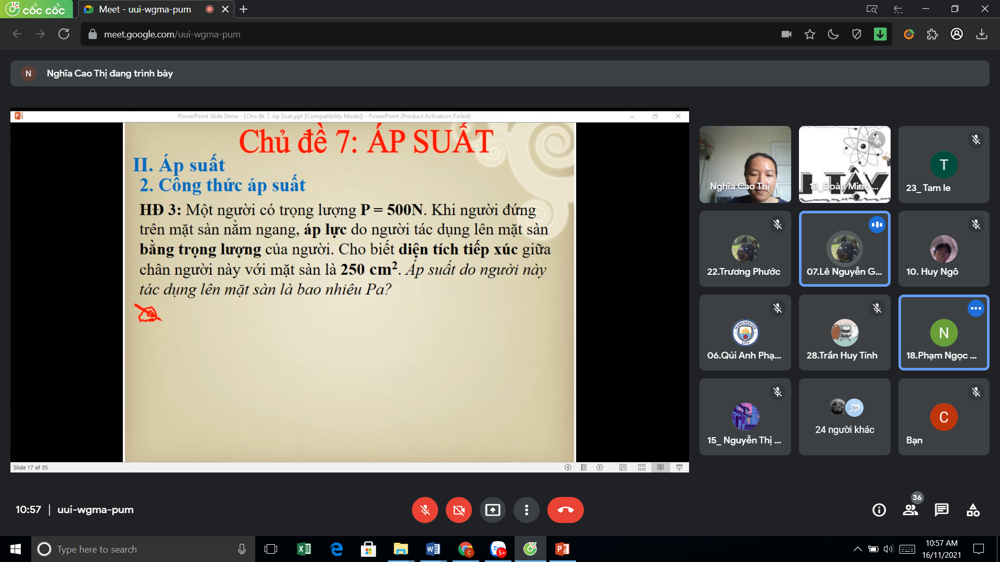 cốc cốc
Meet - uui-wgma-pum
meet.google.com/uui-wgma-pum
N
Nghĩa Cao Thị đang trình bày
PowerPoint Slide Show - [Chu de 7. Ap Suat.ppt [Compatibility Mode]] - PowerPoint (Product Activation Failed)
Chủ đề 7: ÁP SUẤT
II. Áp suất
2. Công thức áp suất
HĐ 3: Một người có trọng lượng P = 500N. Khi người đứng
trên mặt sàn nằm ngang, áp lực do người tác dụng lên mặt sàn
bằng trọng lượng của người. Cho biết diện tích tiếp xúc giữa
chân người này với mặt sàn là 250 cm². Áp suất do người này
tác dụng lên mặt sàn là bao nhiêu Pa?
Slide 17 of 35
Nghĩa Cao Thị
13_Đoàn Minh ...
T
23_ Tam le
22.Trương Phước
07.Lê Nguyễn G...
10. Huy Ngô
MANCHESTER
CITY
06.Qúi Anh Phạ...
28.Trần Huy Tính
N
18.Phạm Ngọc ...
15_ Nguyễn Thị ...
24 người khác
C
Bạn
10:57 | uui-wgma-pum
36
Type here to search
5+
10:57 AM
16/11/2021